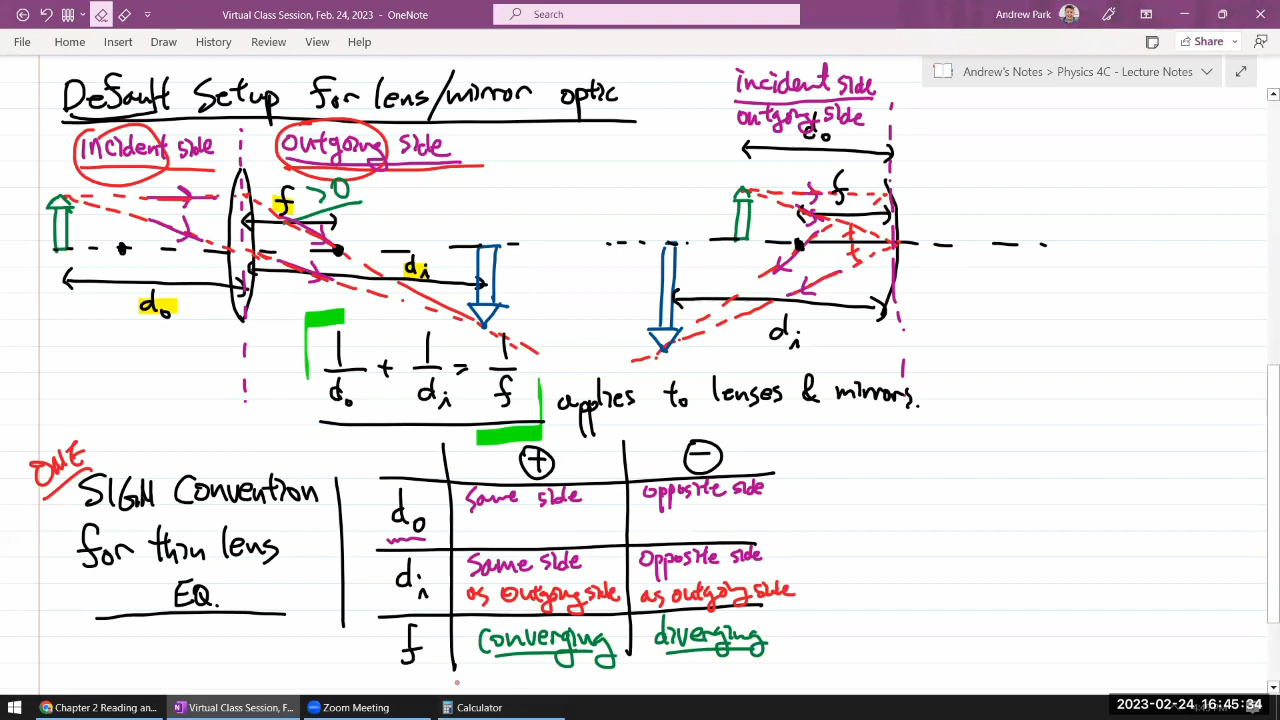 Virtual Class Session, Feb. 24, 2023 - OneNote
Search
Andrew Park
File Home Insert Draw History Review View Help
Share
Andrew's Notes > Physics 4C - Lecture Notes
Default Setup for lens/mirror optic
incident side
outgoing side
incident side
outgoing side
do
f >0
f
di
do
di
1/do + 1/di = 1/f
applies to lenses & mirrors.
ONE
SIGN Convention
for thin lens
EQ.
+ −
do same side opposite side
di same side opposite side
as outgoing side as outgoing side
f converging diverging
Chapter 2 Reading an...
Virtual Class Session, F...
Zoom Meeting
Calculator
2023-02-24 16:45:34